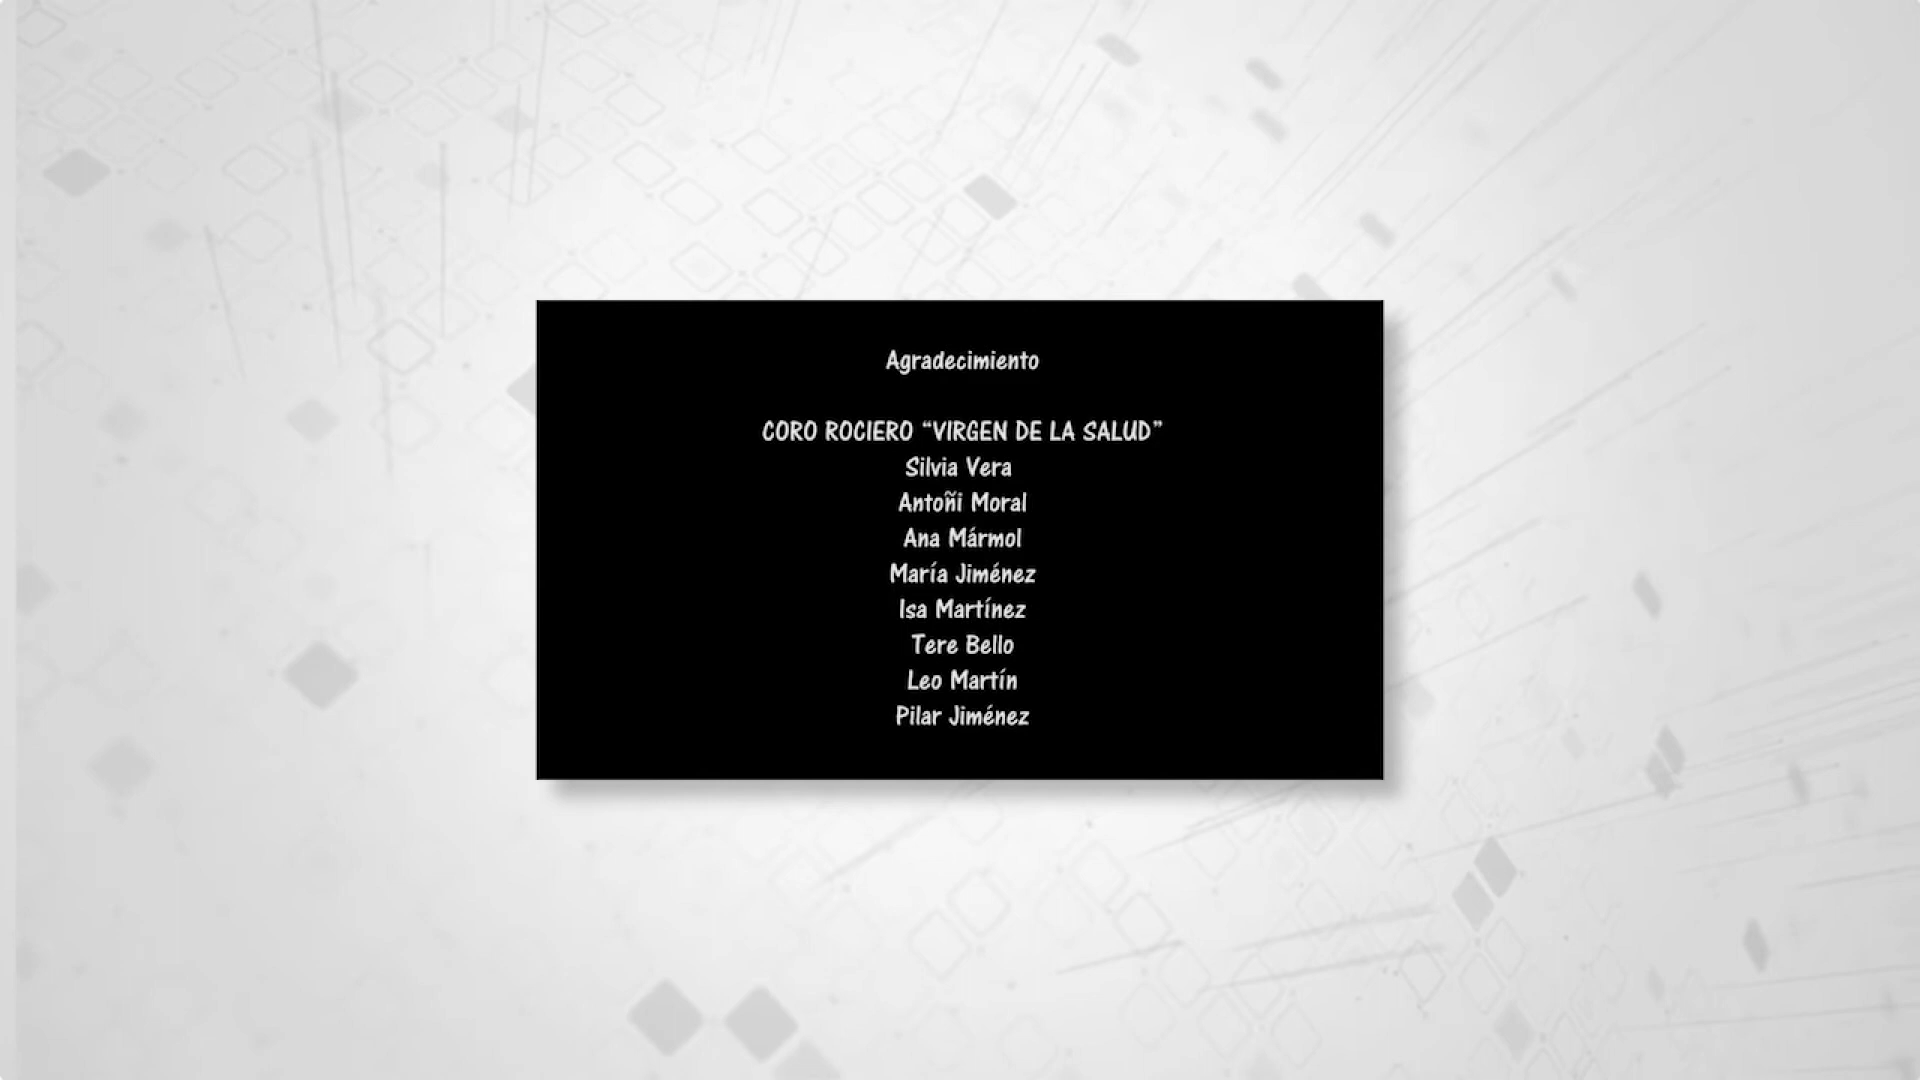 Agradecimiento
CORO ROCIERO “VIRGEN DE LA SALUD”
Silvia Vera
Antoñi Moral
Ana Mármol
María Jiménez
Isa Martínez
Tere Bello
Leo Martín
Pilar Jiménez